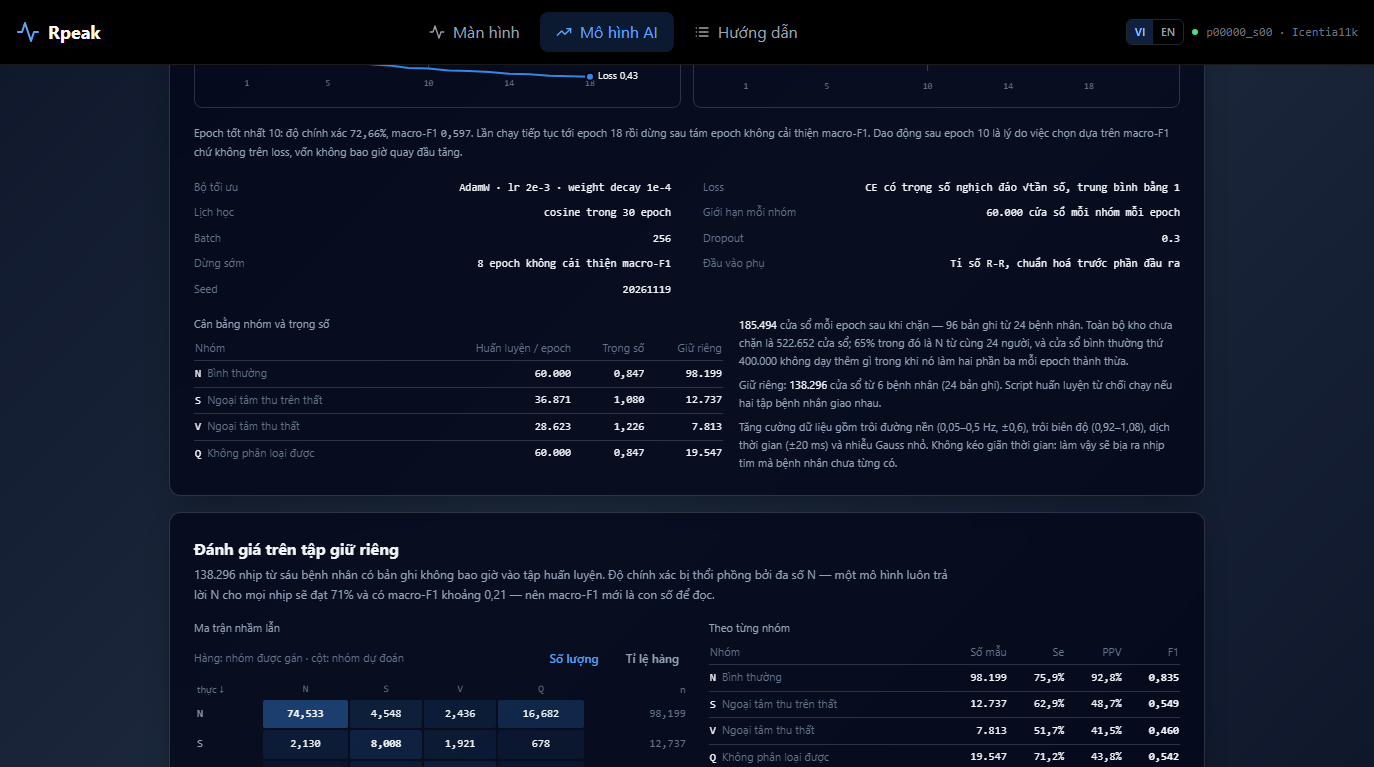 Rpeak
Màn hình
Mô hình AI
Hướng dẫn
VI EN
p00000_s00 · Icentia11k
Loss 0,43
1 5 10 14 18
1 5 10 14 18
Epoch tốt nhất 10: độ chính xác 72,66%, macro-F1 0,597. Lần chạy tiếp tục tới epoch 18 rồi dừng sau tám epoch không cải thiện macro-F1. Dao động sau epoch 10 là lý do việc chọn dựa trên macro-F1
chứ không trên loss, vốn không bao giờ quay đầu tăng.
Bộ tối ưu AdamW · lr 2e-3 · weight decay 1e-4
Lịch học cosine trong 30 epoch
Batch 256
Dừng sớm 8 epoch không cải thiện macro-F1
Seed 20261119
Loss CE có trọng số nghịch đảo √tần số, trung bình bằng 1
Giới hạn mỗi nhóm 60.000 cửa sổ mỗi nhóm mỗi epoch
Dropout 0.3
Đầu vào phụ Tỉ số R-R, chuẩn hoá trước phần đầu ra
Cân bằng nhóm và trọng số
Nhóm Huấn luyện / epoch Trọng số Giữ riêng
N Bình thường 60.000 0,847 98.199
S Ngoại tâm thu trên thất 36.871 1,080 12.737
V Ngoại tâm thu thất 28.623 1,226 7.813
Q Không phân loại được 60.000 0,847 19.547
185.494 cửa sổ mỗi epoch sau khi chặn — 96 bản ghi từ 24 bệnh nhân. Toàn bộ kho chưa
chặn là 522.652 cửa sổ; 65% trong đó là N từ cùng 24 người, và cửa sổ bình thường thứ
400.000 không dạy thêm gì trong khi nó làm hai phần ba mỗi epoch thành thừa.
Giữ riêng: 138.296 cửa sổ từ 6 bệnh nhân (24 bản ghi). Script huấn luyện từ chối chạy nếu
hai tập bệnh nhân giao nhau.
Tăng cường dữ liệu gồm trôi đường nền (0,05–0,5 Hz, ±0,6), trôi biên độ (0,92–1,08), dịch
thời gian (±20 ms) và nhiễu Gauss nhỏ. Không kéo giãn thời gian: làm vậy sẽ bịa ra nhịp
tim mà bệnh nhân chưa từng có.
Đánh giá trên tập giữ riêng
138.296 nhịp từ sáu bệnh nhân có bản ghi không bao giờ vào tập huấn luyện. Độ chính xác bị thổi phồng bởi đa số N — một mô hình luôn trả
lời N cho mọi nhịp sẽ đạt 71% và có macro-F1 khoảng 0,21 — nên macro-F1 mới là con số để đọc.
Ma trận nhầm lẫn
Hàng: nhóm được gán · cột: nhóm dự đoán
Số lượng Tỉ lệ hàng
thực ↓ N S V Q n
N 74,533 4,548 2,436 16,682 98,199
S 2,130 8,008 1,921 678 12,737
Theo từng nhóm
Nhóm Số mẫu Se PPV F1
N Bình thường 98.199 75,9% 92,8% 0,835
S Ngoại tâm thu trên thất 12.737 62,9% 48,7% 0,549
V Ngoại tâm thu thất 7.813 51,7% 41,5% 0,460
Q Không phân loại được 19.547 71,2% 43,8% 0,542